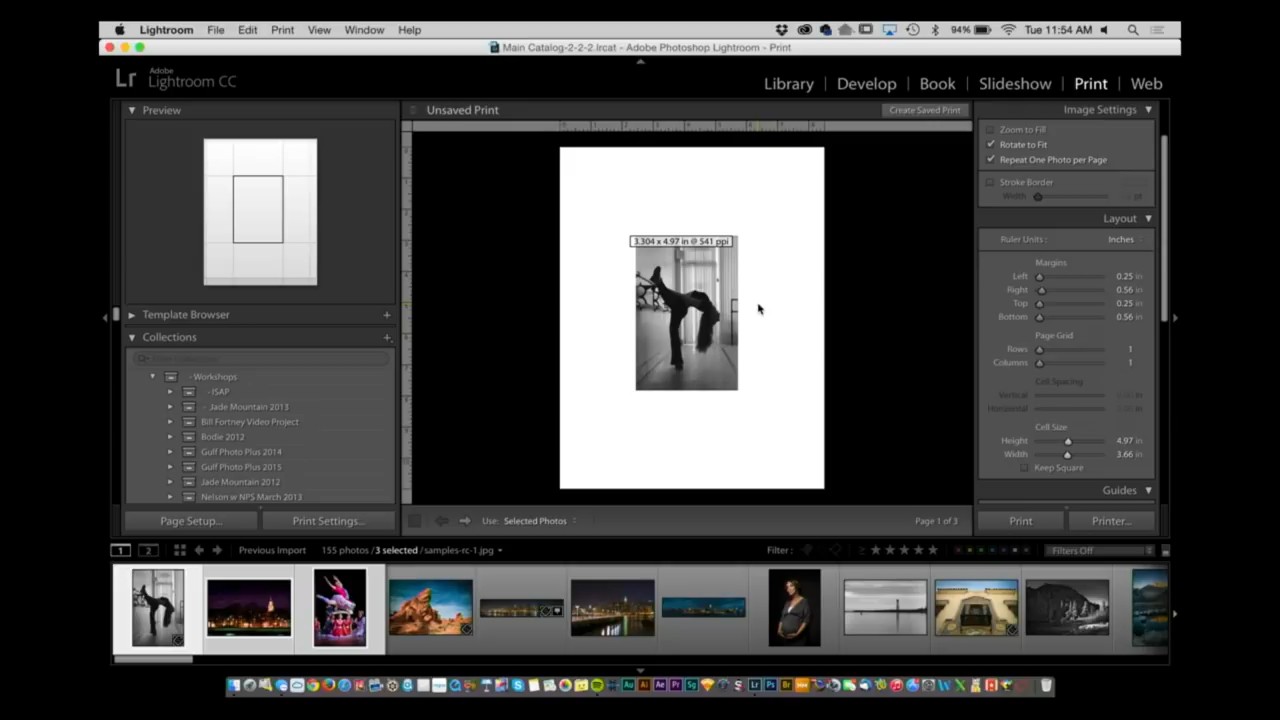 Lightroom File Edit Print View Window Help 94% Tue 11:54 AM
Main Catalog-2-2-2.lrcat - Adobe Photoshop Lightroom - Print
Lr Adobe
Lightroom CC
Library | Develop | Book | Slideshow | Print | Web
Preview
Unsaved Print
Create Saved Print
Image Settings
Zoom to Fill
Rotate to Fit
Repeat One Photo per Page
Stroke Border
Width pt
Layout
Ruler Units : Inches
Margins
Left 0.25 in
Right 0.56 in
Top 0.25 in
Bottom 0.56 in
Page Grid
Rows 1
Columns 1
Cell Spacing
Vertical
Horizontal
Cell Size
Height 4.97 in
Width 3.66 in
Keep Square
Guides
3.304 x 4.97 in @ 541 ppi
Template Browser +
Collections +
- Workshops
- ISAP
- Jade Mountain 2013
Bill Fortney Video Project
Bodie 2012
Gulf Photo Plus 2014
Gulf Photo Plus 2015
Jade Mountain 2012
Nelson w NPS March 2013
Page Setup... Print Settings...
Use: Selected Photos Page 1 of 3
Print Printer...
1 2 Previous Import 155 photos / 3 selected / samples-rc-1.jpg Filter : Filters Off